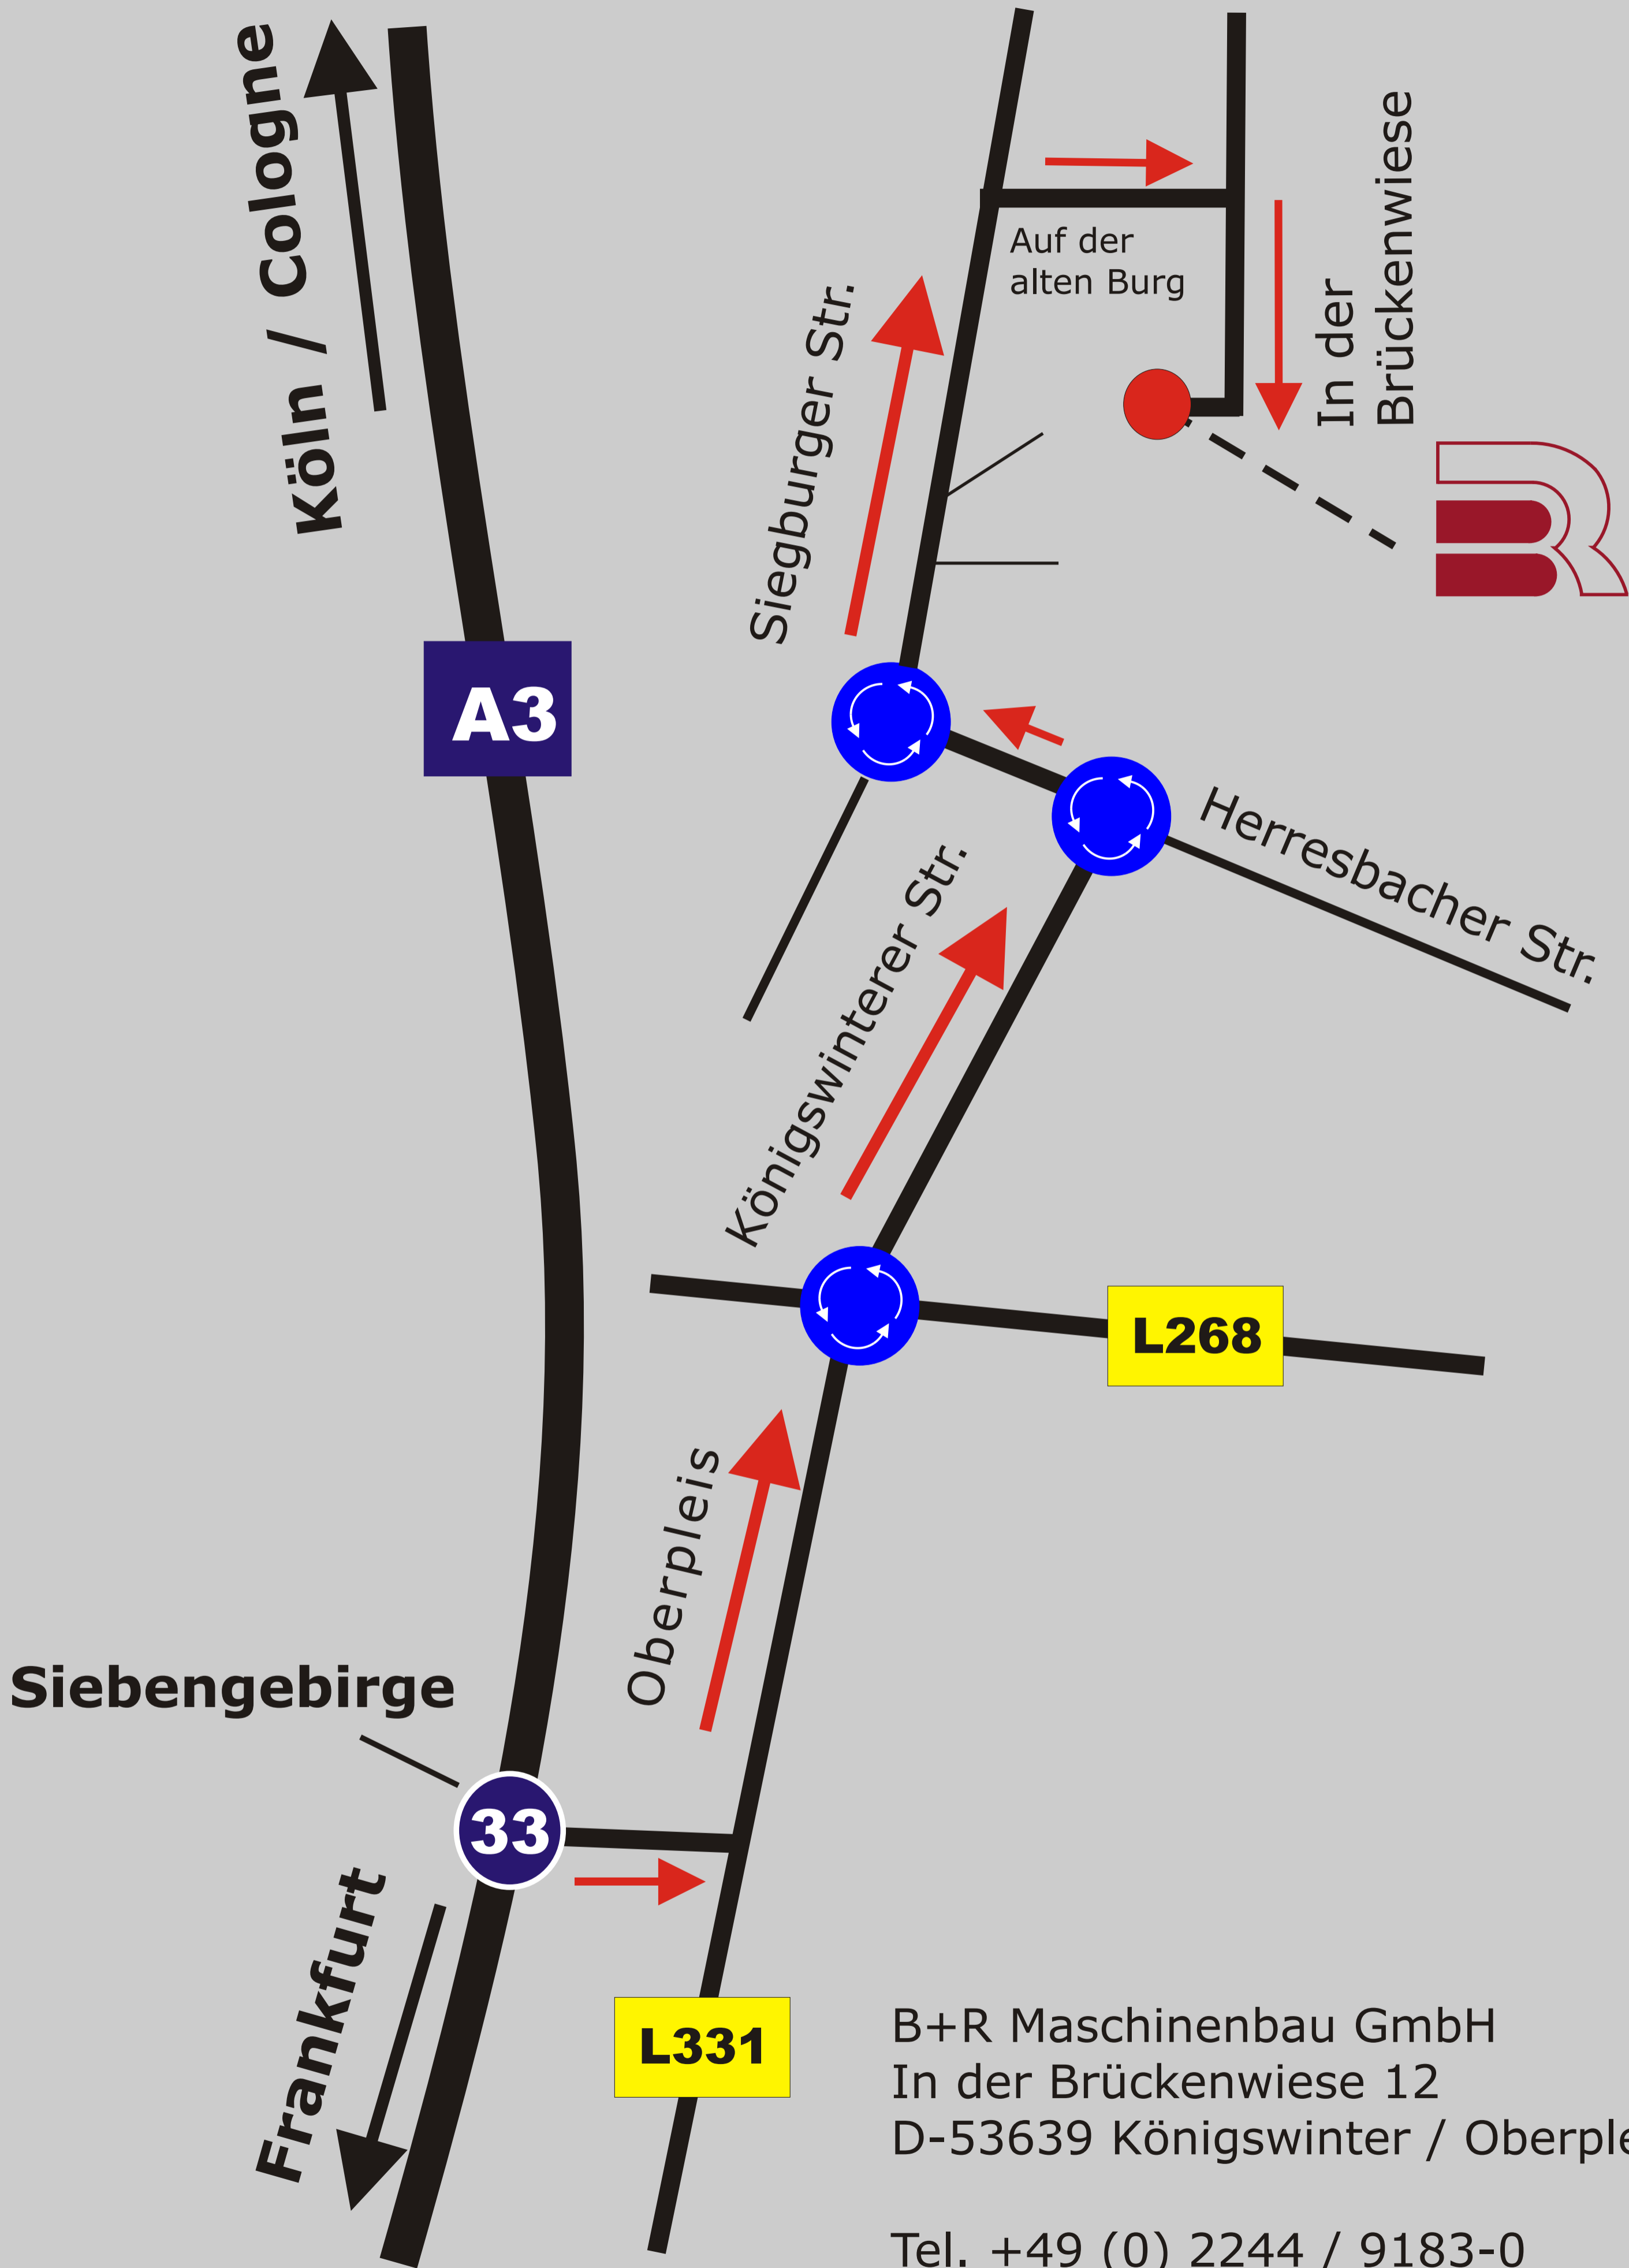 Köln / Cologne
Auf der
alten Burg
In der
Brückenwiese
Siegburger Str.
A3
Herresbacher Str.
Königswinterer Str.
L268
Oberpleis
Siebengebirge
33
Frankfurt
L331
B+R Maschinenbau GmbH
In der Brückenwiese 12
D-53639 Königswinter /
Tel. +49 (0) 2244 / 9183-0